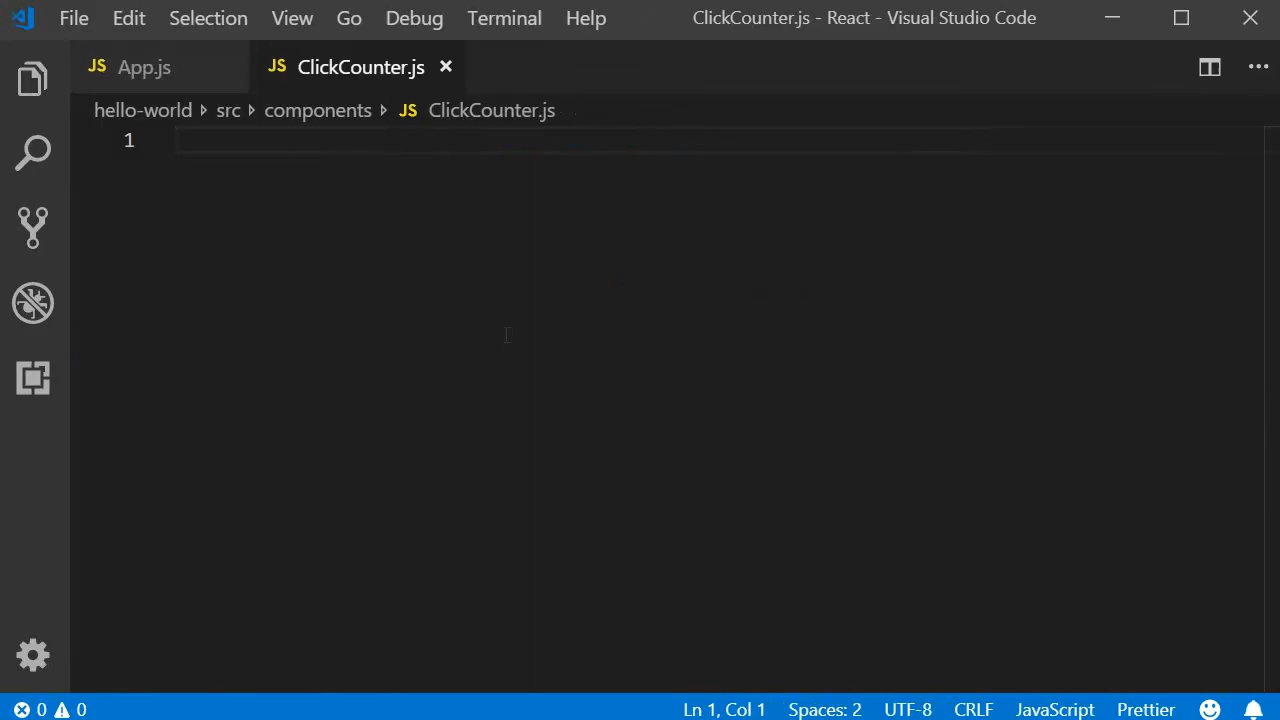 File Edit Selection View Go Debug Terminal Help ClickCounter.js - React - Visual Studio Code
JS App.js JS ClickCounter.js
hello-world src components JS ClickCounter.js
1
0 0 Ln 1, Col 1 Spaces: 2 UTF-8 CRLF JavaScript Prettier